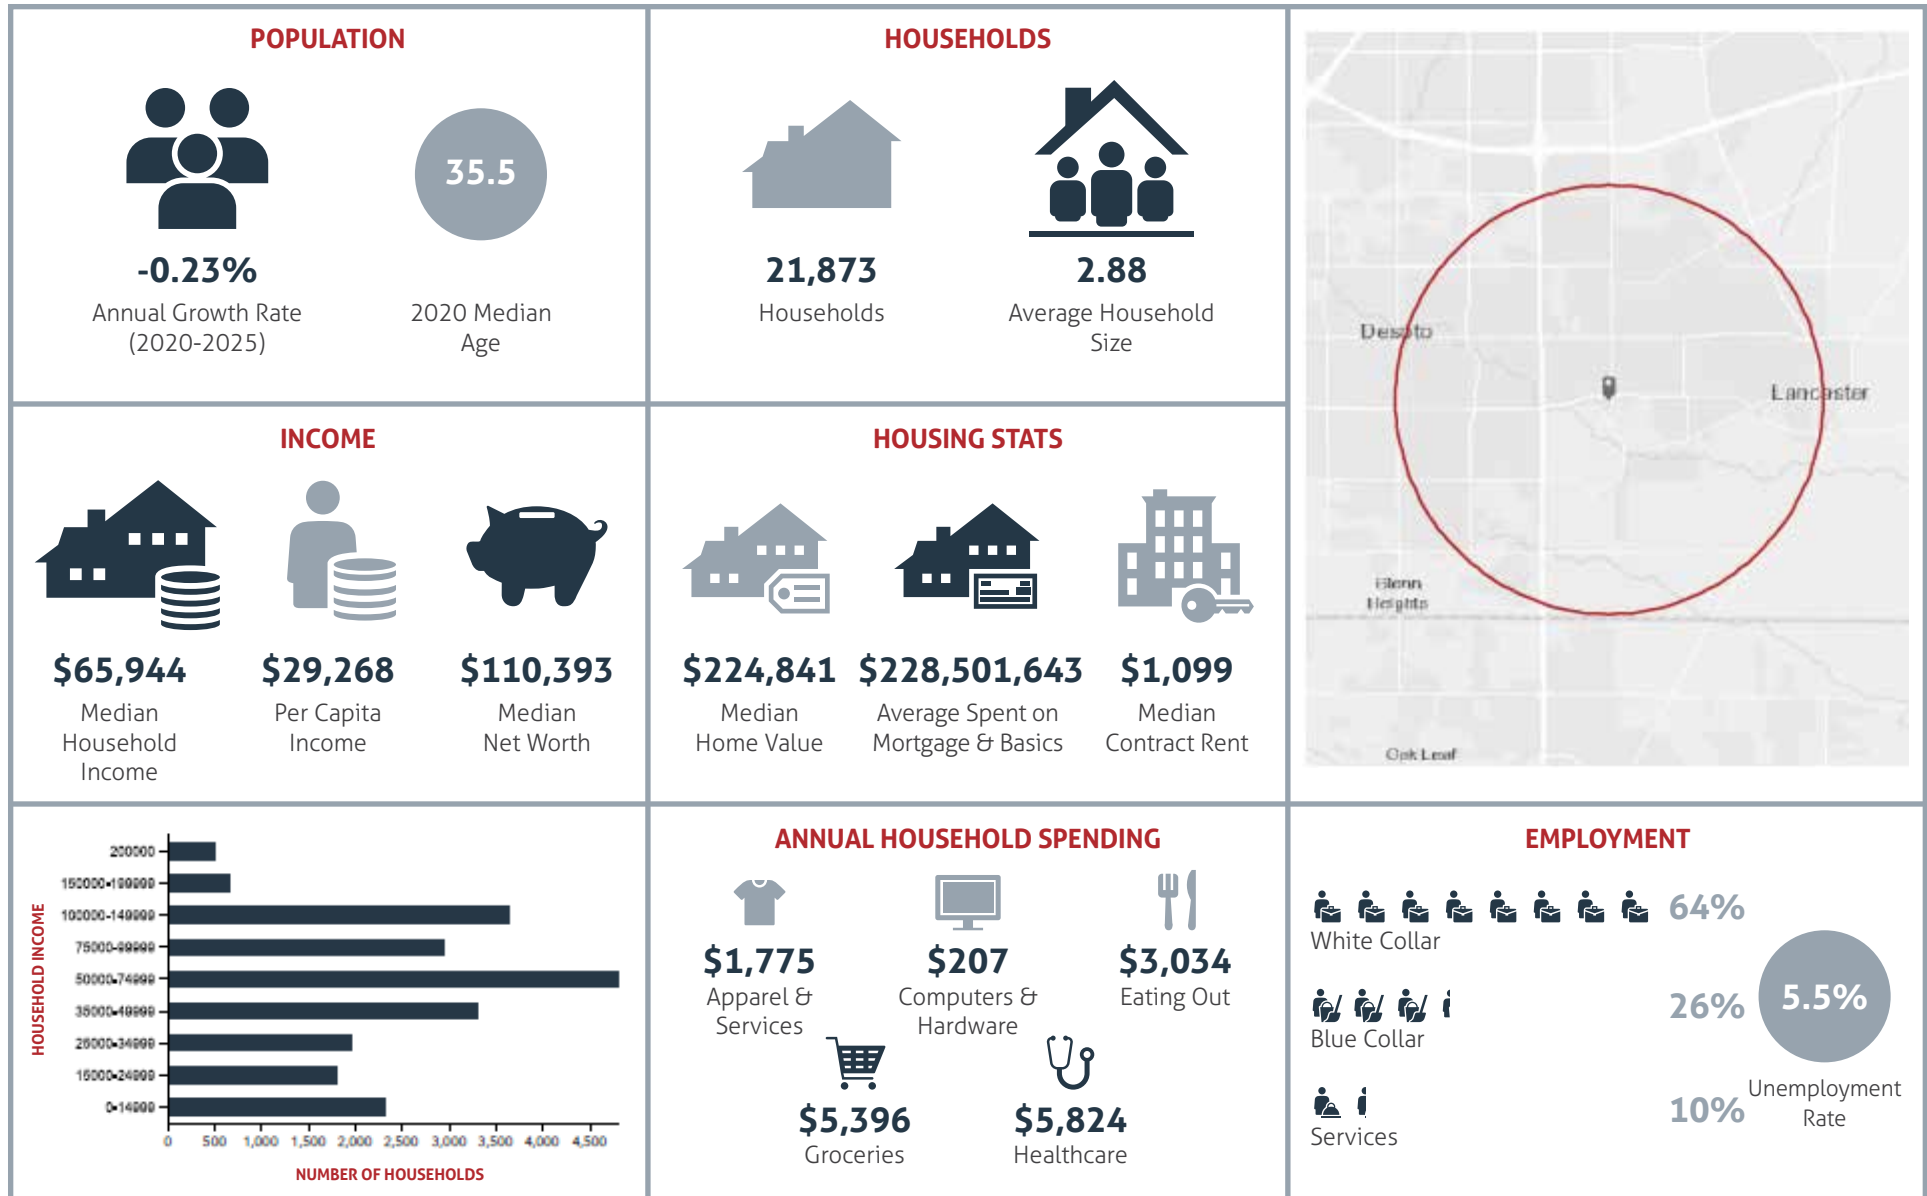 POPULATION
35.5
-0.23%
Annual Growth Rate
(2020-2025)
2020 Median
Age
HOUSEHOLDS
21,873
Households
2.88
Average Household
Size
Desoto
Lancaster
Glenn
Heights
Oak Leaf
INCOME
$65,944
Median
Household
Income
$29,268
Per Capita
Income
$110,393
Median
Net Worth
HOUSING STATS
$224,841
Median
Home Value
$228,501,643
Average Spent on
Mortgage & Basics
$1,099
Median
Contract Rent
HOUSEHOLD INCOME
200000
150000-199999
100000-149999
75000-99999
50000-74999
35000-49999
25000-34999
15000-24999
0-14999
0 500 1,000 1,500 2,000 2,500 3,000 3,500 4,000 4,500
NUMBER OF HOUSEHOLDS
ANNUAL HOUSEHOLD SPENDING
$1,775
Apparel &
Services
$207
Computers &
Hardware
$3,034
Eating Out
$5,396
Groceries
$5,824
Healthcare
EMPLOYMENT
64%
White Collar
26%
Blue Collar
10%
Services
5.5%
Unemployment
Rate